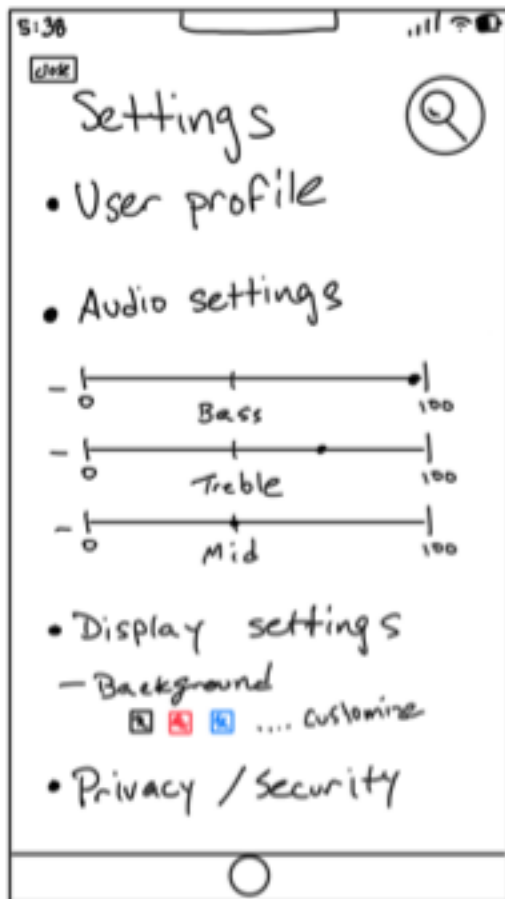 5:38
close
Settings
• User profile
• Audio settings
– 0 100
Bass
– 0 100
Treble
– 0 100
Mid
• Display settings
– Background
.... customize
• Privacy / Security